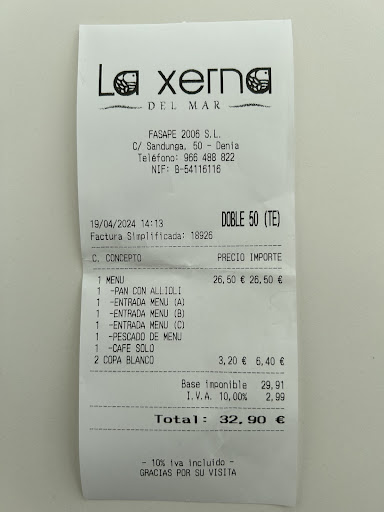 La xerna
DEL MAR
FASAPE 2006 S.L.
C/ Sandunga, 50 - Denia
Teléfono: 966 488 822
NIF: B-54116116
19/04/2024 14:13 DOBLE 50 (TE)
Factura Simplificada: 18926
C. CONCEPTO PRECIO IMPORTE
1 MENU 26,50 € 26,50 €
1 -PAN CON ALLIOLI
1 -ENTRADA MENU (A)
1 -ENTRADA MENU (B)
1 -ENTRADA MENU (C)
1 -PESCADO DE MENU
1 -CAFE SOLO
2 COPA BLANCO 3,20 € 6,40 €
Base imponible 29,91
I.V.A. 10,00% 2,99
Total: 32,90 €
- 10% iva incluido -
GRACIAS POR SU VISITA